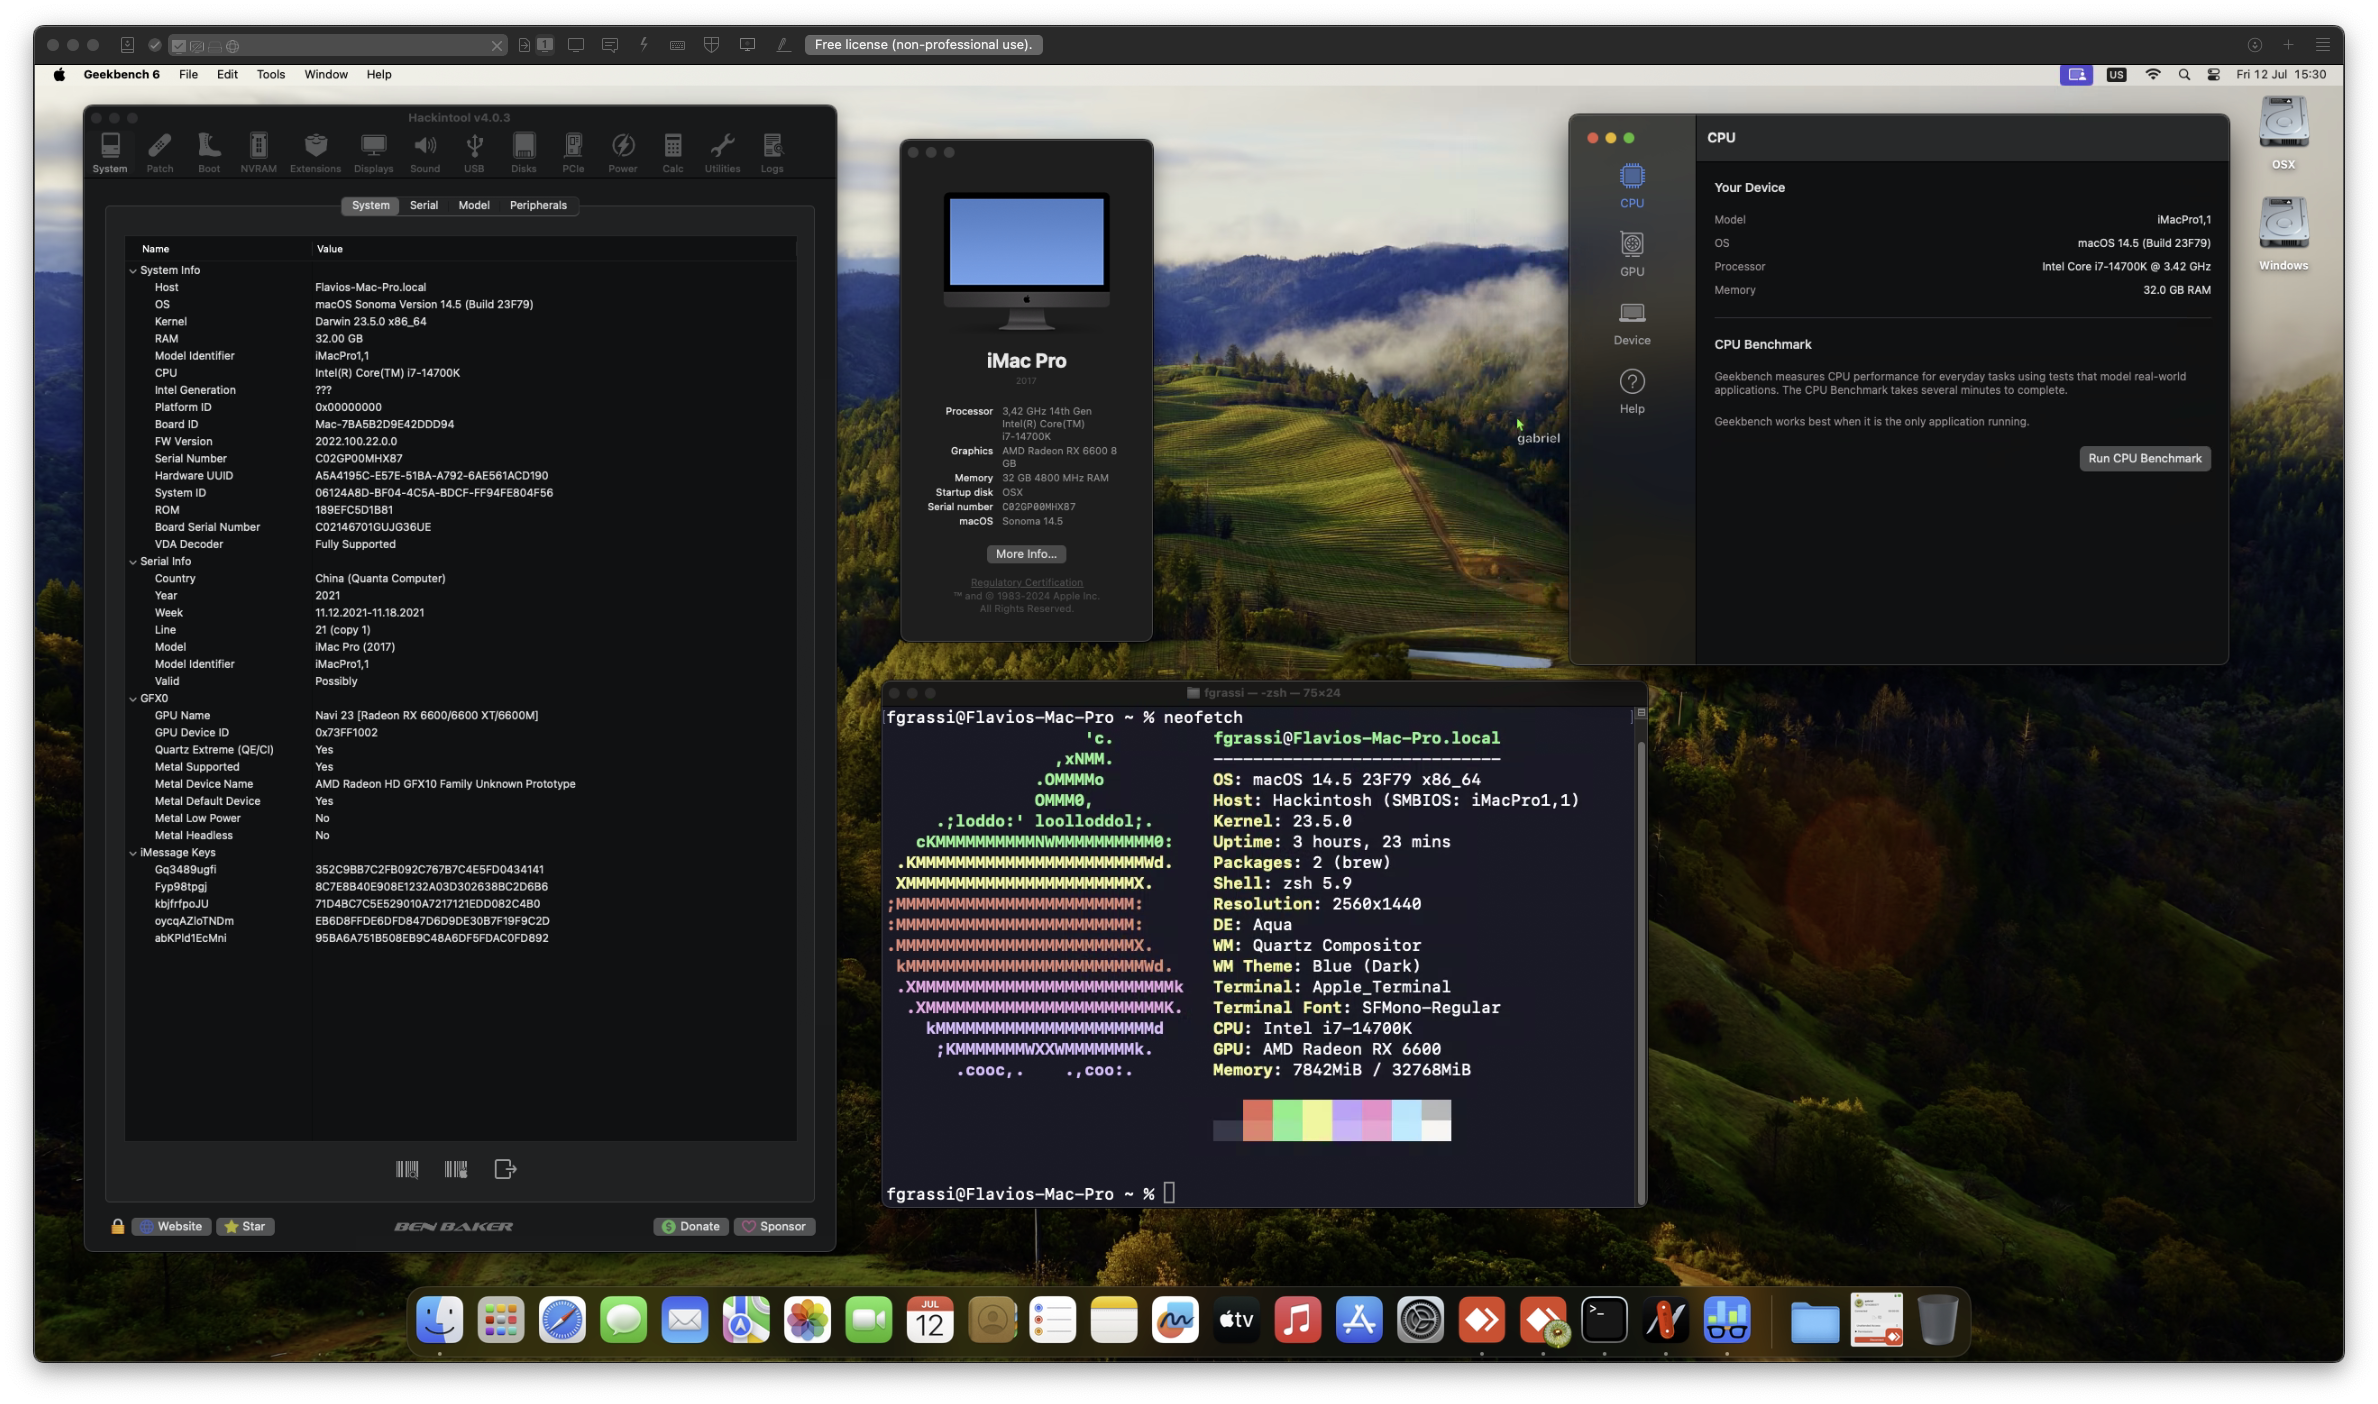 Free license (non-professional use).
Geekbench 6 File Edit Tools Window Help
US Fri 12 Jul 15:30
Hackintool v4.0.3
System Patch Boot NVRAM Extensions Displays Sound USB Disks PCIe Power Calc Utilities Logs
System Serial Model Peripherals
Name Value
System Info
Host Flavios-Mac-Pro.local
OS macOS Sonoma Version 14.5 (Build 23F79)
Kernel Darwin 23.5.0 x86_64
RAM 32.00 GB
Model Identifier iMacPro1,1
CPU Intel(R) Core(TM) i7-14700K
Intel Generation ???
Platform ID 0x00000000
Board ID Mac-7BA5B2D9E42DDD94
FW Version 2022.100.22.0.0
Serial Number C02GP00MHX87
Hardware UUID A5A4195C-E57E-51BA-A792-6AE561ACD190
System ID 06124A8D-BF04-4C5A-BDCF-FF94FE804F56
ROM 189EFC5D1B81
Board Serial Number C02146701GUJG36UE
VDA Decoder Fully Supported
Serial Info
Country China (Quanta Computer)
Year 2021
Week 11.12.2021-11.18.2021
Line 21 (copy 1)
Model iMac Pro (2017)
Model Identifier iMacPro1,1
Valid Possibly
GFX0
GPU Name Navi 23 [Radeon RX 6600/6600 XT/6600M]
GPU Device ID 0x73FF1002
Quartz Extreme (QE/CI) Yes
Metal Supported Yes
Metal Device Name AMD Radeon HD GFX10 Family Unknown Prototype
Metal Default Device Yes
Metal Low Power No
Metal Headless No
iMessage Keys
Gq3489ugfi 352C9BB7C2FB092C767B7C4E5FD0434141
Fyp98tpgj 8C7E8B40E908E1232A03D302638BC2D6B6
kbjfrfpoJU 71D4BC7C5E529010A7217121EDD082C4B0
oycqAZloTNDm EB6D8FFDE6DFD847D6D9DE30B7F19F9C2D
abKPld1EcMni 95BA6A751B508EB9C48A6DF5FDAC0FD892
Website Star BEN BAKER Donate Sponsor
iMac Pro
2017
Processor 3,42 GHz 14th Gen
Intel(R) Core(TM)
i7-14700K
Graphics AMD Radeon RX 6600 8
GB
Memory 32 GB 4800 MHz RAM
Startup disk OSX
Serial number C02GP00MHX87
macOS Sonoma 14.5
More Info...
Regulatory Certification
™ and © 1983-2024 Apple Inc.
All Rights Reserved.
gabriel
CPU
GPU
Device
Help
CPU
Your Device
Model iMacPro1,1
OS macOS 14.5 (Build 23F79)
Processor Intel Core i7-14700K @ 3.42 GHz
Memory 32.0 GB RAM
CPU Benchmark
Geekbench measures CPU performance for everyday tasks using tests that model real-world
applications. The CPU Benchmark takes several minutes to complete.
Geekbench works best when it is the only application running.
Run CPU Benchmark
OSX
Windows
fgrassi — -zsh — 75×24
fgrassi@Flavios-Mac-Pro ~ % neofetch
'c. fgrassi@Flavios-Mac-Pro.local
,xNMM. -----------------------------
.OMMMMo OS: macOS 14.5 23F79 x86_64
OMMM0, Host: Hackintosh (SMBIOS: iMacPro1,1)
.;loddo:' loolloddol;. Kernel: 23.5.0
cKMMMMMMMMMMNWMMMMMMMMMM0: Uptime: 3 hours, 23 mins
.KMMMMMMMMMMMMMMMMMMMMMMMWd. Packages: 2 (brew)
XMMMMMMMMMMMMMMMMMMMMMMMX. Shell: zsh 5.9
;MMMMMMMMMMMMMMMMMMMMMMMM: Resolution: 2560x1440
:MMMMMMMMMMMMMMMMMMMMMMMM: DE: Aqua
.MMMMMMMMMMMMMMMMMMMMMMMMX. WM: Quartz Compositor
kMMMMMMMMMMMMMMMMMMMMMMMMWd. WM Theme: Blue (Dark)
.XMMMMMMMMMMMMMMMMMMMMMMMMMMk Terminal: Apple_Terminal
.XMMMMMMMMMMMMMMMMMMMMMMMMK. Terminal Font: SFMono-Regular
kMMMMMMMMMMMMMMMMMMMMMMd CPU: Intel i7-14700K
;KMMMMMMMWXXWMMMMMMMk. GPU: AMD Radeon RX 6600
.cooc,. .,coo:. Memory: 7842MiB / 32768MiB
fgrassi@Flavios-Mac-Pro ~ %
JUL
12
tv